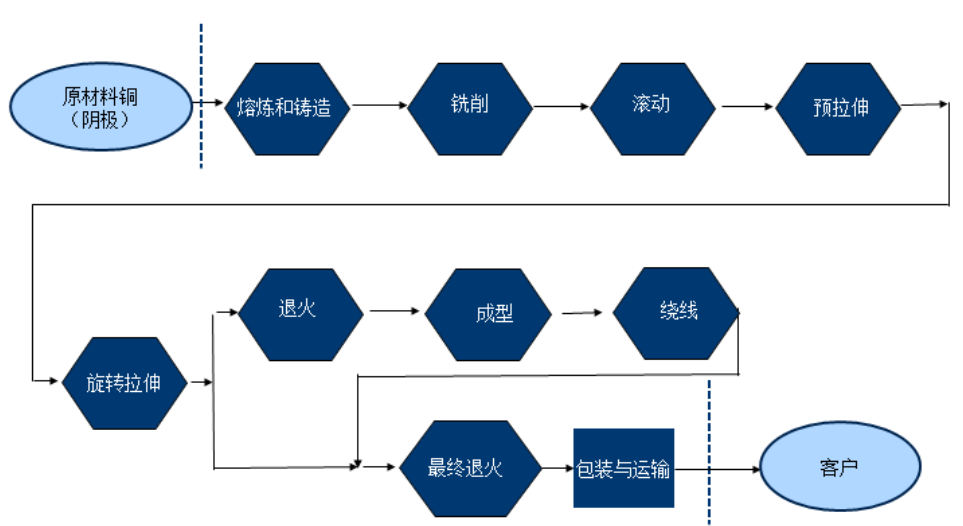 原材料铜
（阴极）
熔炼和铸造
铣削
滚动
预拉伸
退火
成型
绕线
旋转拉伸
最终退火
包装与运输
客户